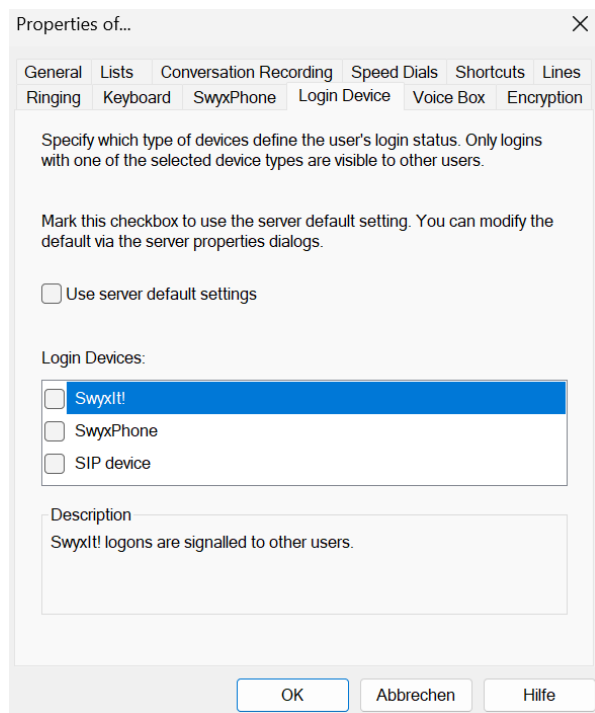 Properties of...
General Lists Conversation Recording Speed Dials Shortcuts Lines
Ringing Keyboard SwyxPhone Login Device Voice Box Encryption
Specify which type of devices define the user's login status. Only logins
with one of the selected device types are visible to other users.
Mark this checkbox to use the server default setting. You can modify the
default via the server properties dialogs.
Use server default settings
Login Devices:
SwyxIt!
SwyxPhone
SIP device
Description
SwyxIt! logons are signalled to other users.
OK Abbrechen Hilfe